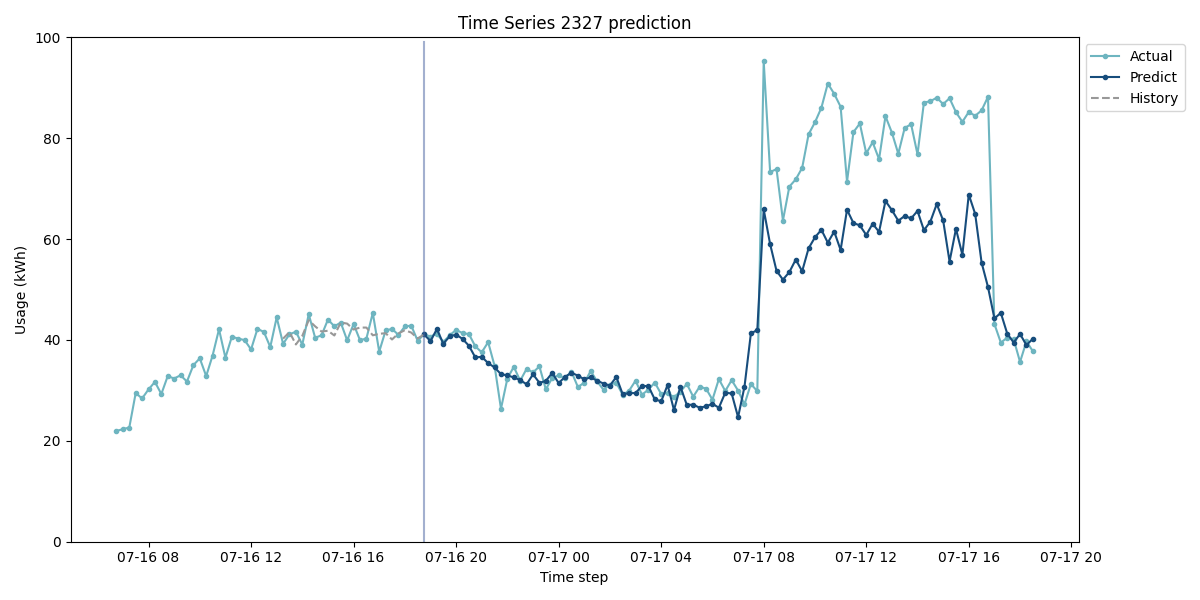 Time Series 2327 prediction
100
80
60
40
20
0
Usage (kWh)
07-16 08
07-16 12
07-16 16
07-16 20
07-17 00
07-17 04
07-17 08
07-17 12
07-17 16
07-17 20
Time step
Actual
Predict
History